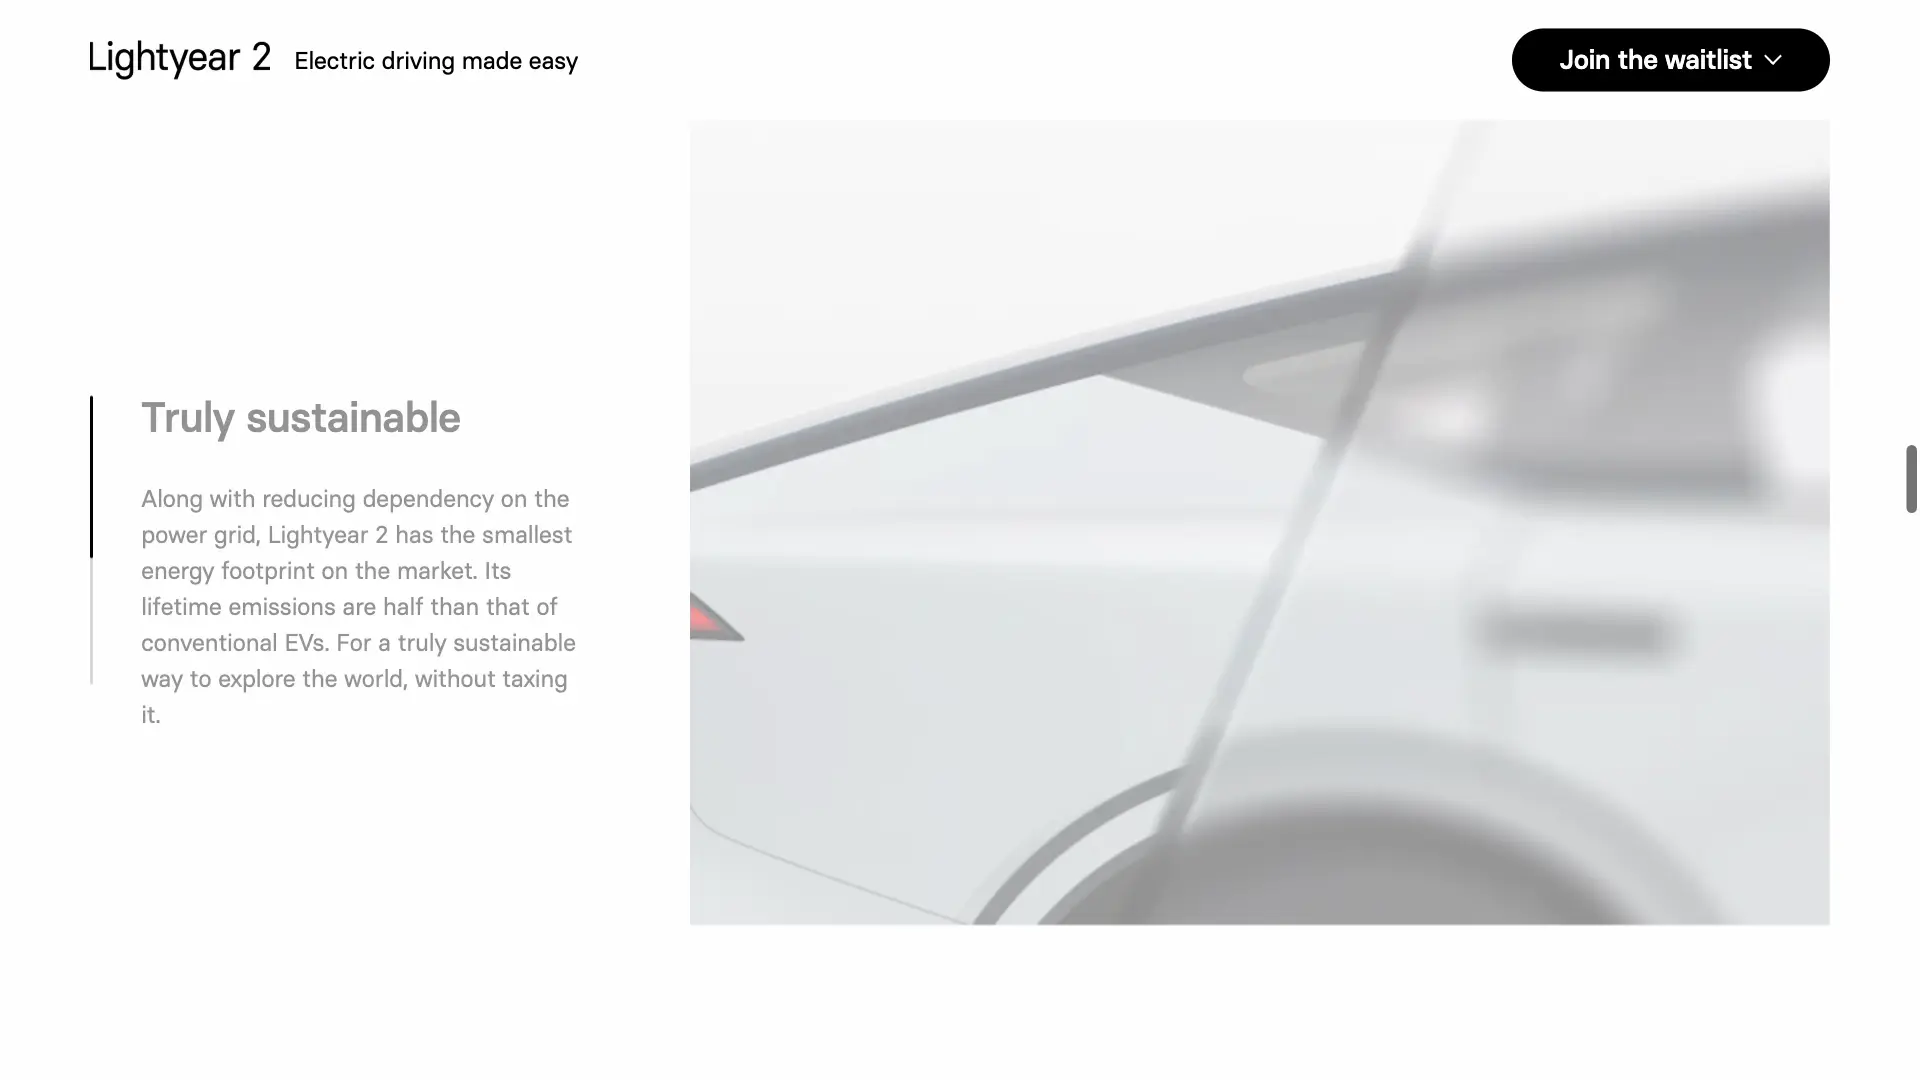 Lightyear 2 Electric driving made easy
Join the waitlist
Truly sustainable
Along with reducing dependency on the
power grid, Lightyear 2 has the smallest
energy footprint on the market. Its
lifetime emissions are half than that of
conventional EVs. For a truly sustainable
way to explore the world, without taxing
it.